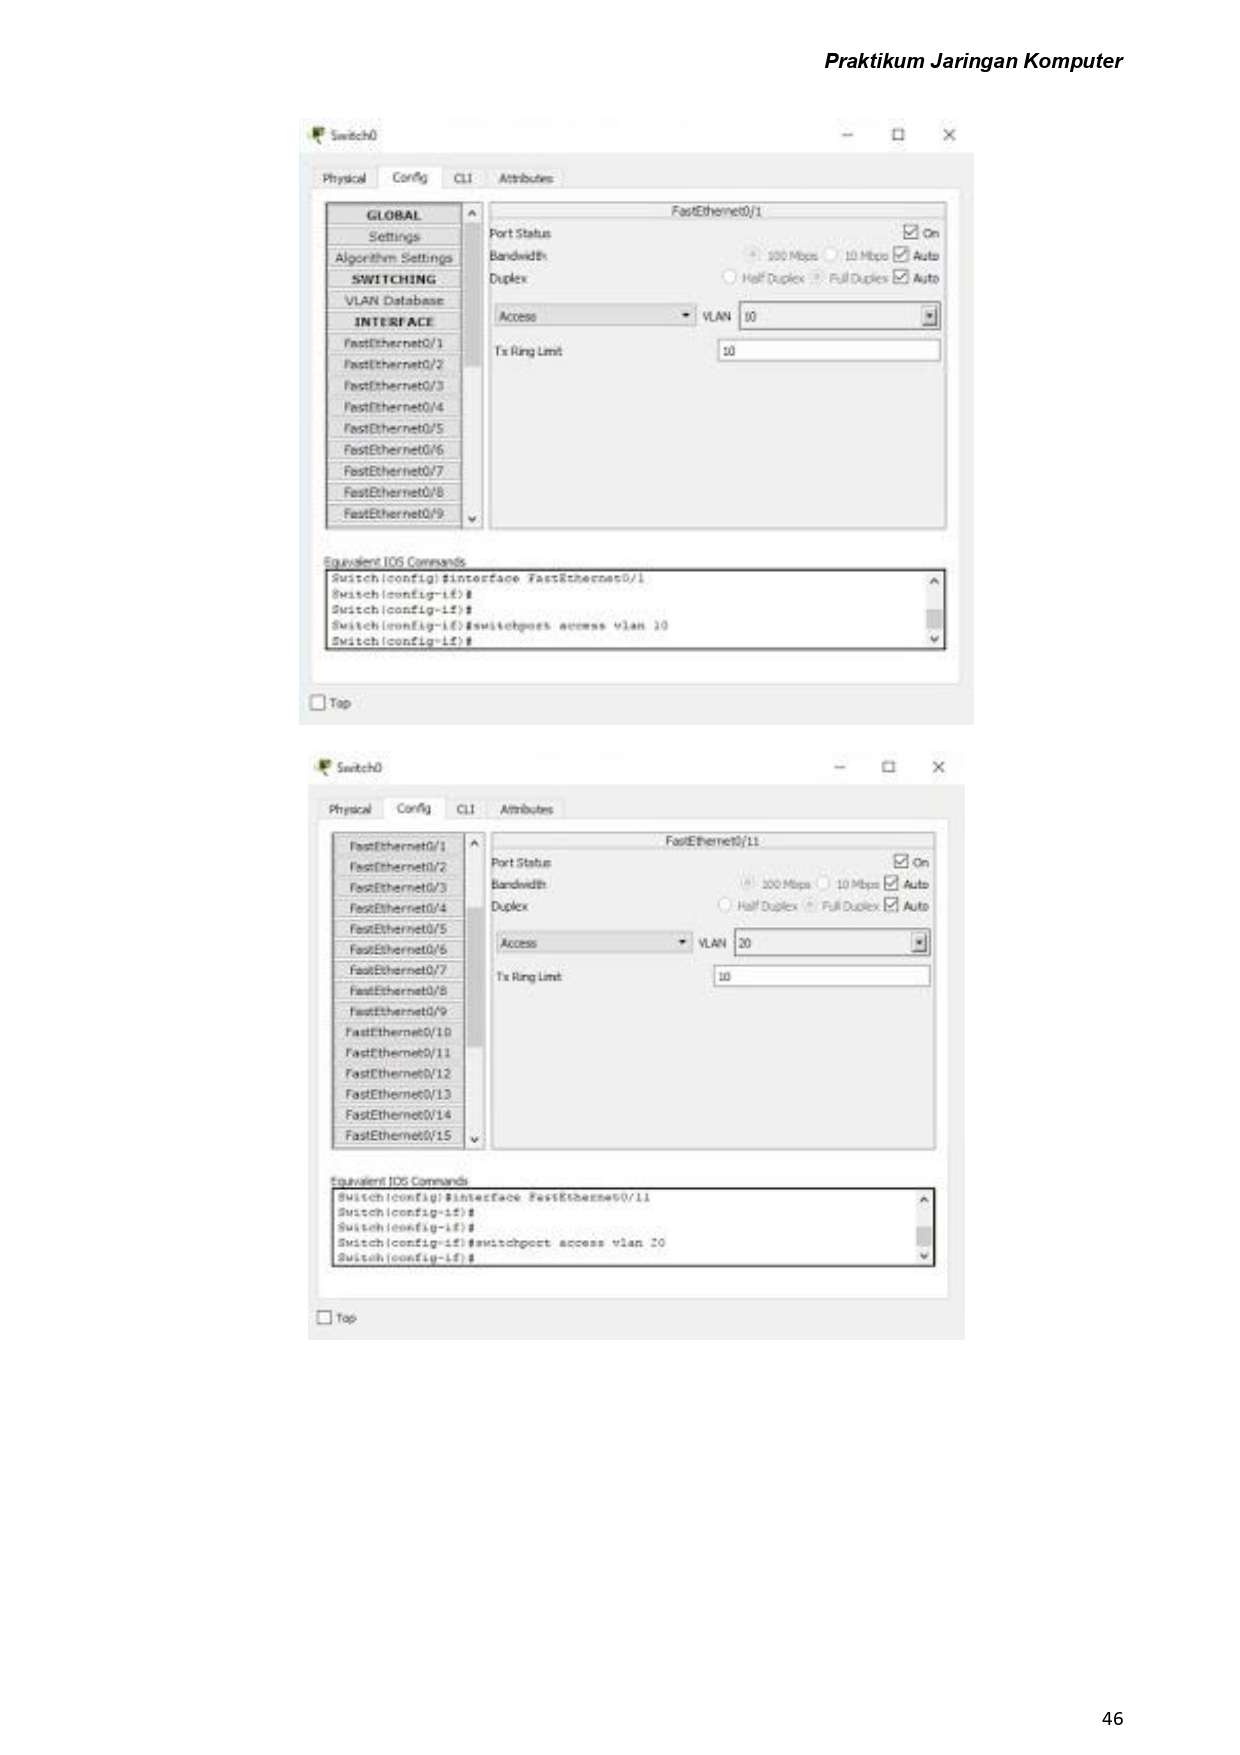 Praktikum Jaringan Komputer
Switch0
Physical Config CLI Attributes
GLOBAL
Settings
Algorithm Settings
SWITCHING
VLAN Database
INTERFACE
FastEthernet0/1
FastEthernet0/2
FastEthernet0/3
FastEthernet0/4
FastEthernet0/5
FastEthernet0/6
FastEthernet0/7
FastEthernet0/8
FastEthernet0/9
FastEthernet0/1
Port Status On
Bandwidth 100 Mbps 10 Mbps Auto
Duplex Half Duplex Full Duplex Auto
Access VLAN 10
Tx Ring Limit 10
Equivalent IOS Commands
Switch(config)#interface FastEthernet0/1
Switch(config-if)#
Switch(config-if)#
Switch(config-if)#switchport access vlan 10
Switch(config-if)#
Top
Switch0
Physical Config CLI Attributes
FastEthernet0/1
FastEthernet0/2
FastEthernet0/3
FastEthernet0/4
FastEthernet0/5
FastEthernet0/6
FastEthernet0/7
FastEthernet0/8
FastEthernet0/9
FastEthernet0/10
FastEthernet0/11
FastEthernet0/12
FastEthernet0/13
FastEthernet0/14
FastEthernet0/15
FastEthernet0/11
Port Status On
Bandwidth 100 Mbps 10 Mbps Auto
Duplex Half Duplex Full Duplex Auto
Access VLAN 20
Tx Ring Limit 10
Equivalent IOS Commands
Switch(config)#interface FastEthernet0/11
Switch(config-if)#
Switch(config-if)#
Switch(config-if)#switchport access vlan 20
Switch(config-if)#
Top
46